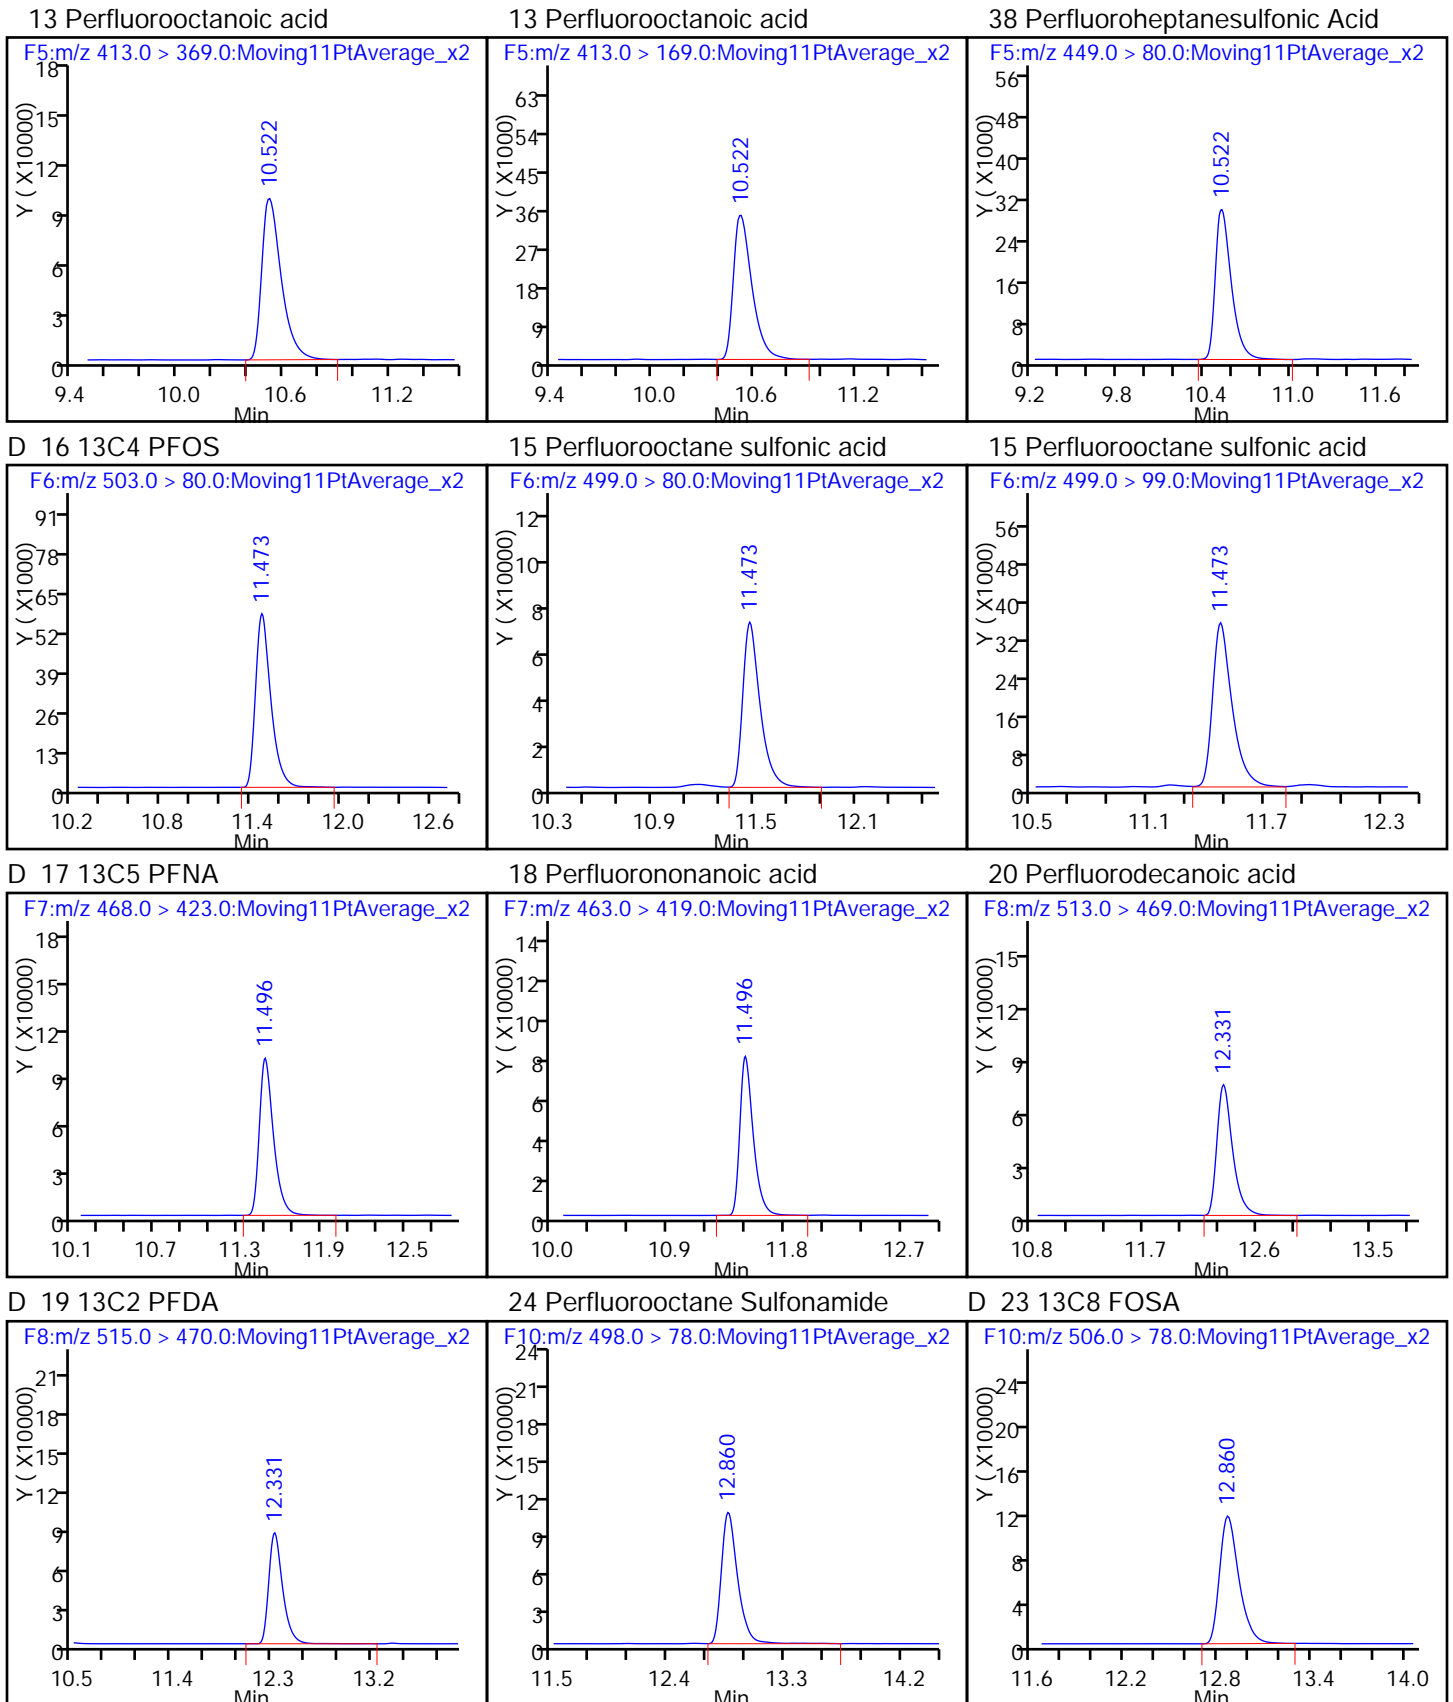 13 Perfluorooctanoic acid
F5:m/z 413.0 > 369.0:Moving11PtAverage_x2
Y ( X10000)
18
15
12
9
6
3
0
10.522
9.4 10.0 10.6 11.2
Min
13 Perfluorooctanoic acid
F5:m/z 413.0 > 169.0:Moving11PtAverage_x2
Y ( X1000)
63
54
45
36
27
18
9
0
10.522
9.4 10.0 10.6 11.2
Min
38 Perfluoroheptanesulfonic Acid
F5:m/z 449.0 > 80.0:Moving11PtAverage_x2
Y ( X1000)
56
48
40
32
24
16
8
0
10.522
9.2 9.8 10.4 11.0 11.6
Min
D 16 13C4 PFOS
F6:m/z 503.0 > 80.0:Moving11PtAverage_x2
Y ( X1000)
91
78
65
52
39
26
13
0
11.473
10.2 10.8 11.4 12.0 12.6
Min
15 Perfluorooctane sulfonic acid
F6:m/z 499.0 > 80.0:Moving11PtAverage_x2
Y ( X10000)
12
10
8
6
4
2
0
11.473
10.3 10.9 11.5 12.1
Min
15 Perfluorooctane sulfonic acid
F6:m/z 499.0 > 99.0:Moving11PtAverage_x2
Y ( X1000)
56
48
40
32
24
16
8
0
11.473
10.5 11.1 11.7 12.3
Min
D 17 13C5 PFNA
F7:m/z 468.0 > 423.0:Moving11PtAverage_x2
Y ( X10000)
18
15
12
9
6
3
0
11.496
10.1 10.7 11.3 11.9 12.5
Min
18 Perfluorononanoic acid
F7:m/z 463.0 > 419.0:Moving11PtAverage_x2
Y ( X10000)
14
12
10
8
6
4
2
0
11.496
10.0 10.9 11.8 12.7
Min
20 Perfluorodecanoic acid
F8:m/z 513.0 > 469.0:Moving11PtAverage_x2
Y ( X10000)
15
12
9
6
3
0
12.331
10.8 11.7 12.6 13.5
Min
D 19 13C2 PFDA
F8:m/z 515.0 > 470.0:Moving11PtAverage_x2
Y ( X10000)
21
18
15
12
9
6
3
0
12.331
10.5 11.4 12.3 13.2
Min
24 Perfluorooctane Sulfonamide
F10:m/z 498.0 > 78.0:Moving11PtAverage_x2
Y ( X10000)
24
21
18
15
12
9
6
3
0
12.860
11.5 12.4 13.3 14.2
Min
D 23 13C8 FOSA
F10:m/z 506.0 > 78.0:Moving11PtAverage_x2
Y ( X10000)
24
20
16
12
8
4
0
12.860
11.6 12.2 12.8 13.4 14.0
Min